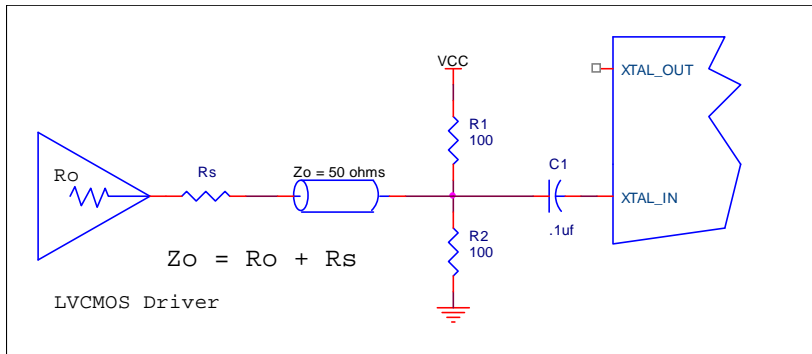 VCC
XTAL_OUT
R1
100
Ro
Rs
Zo = 50 ohms
C1
XTAL_IN
.1uf
R2
100
Zo = Ro + Rs
LVCMOS Driver